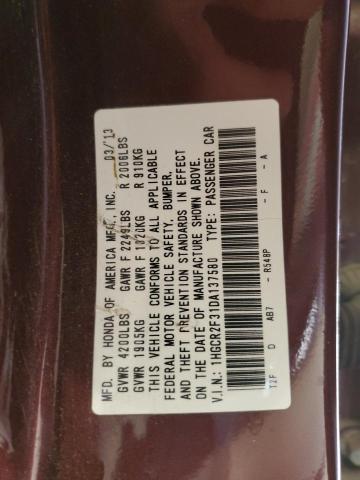 MFD. BY HONDA OF AMERICA MFG., INC. 03/13
GVWR 4200LBS GAWR F 2249LBS R 2006LBS
GVWR 1905KG GAWR F 1020KG R 910KG
THIS VEHICLE CONFORMS TO ALL APPLICABLE
FEDERAL MOTOR VEHICLE SAFETY, BUMPER,
AND THEFT PREVENTION STANDARDS IN EFFECT
ON THE DATE OF MANUFACTURE SHOWN ABOVE.
V.I.N.: 1HGCR2F31DA137580 TYPE: PASSENGER CAR
T2F D AB7 - R548P - F - A